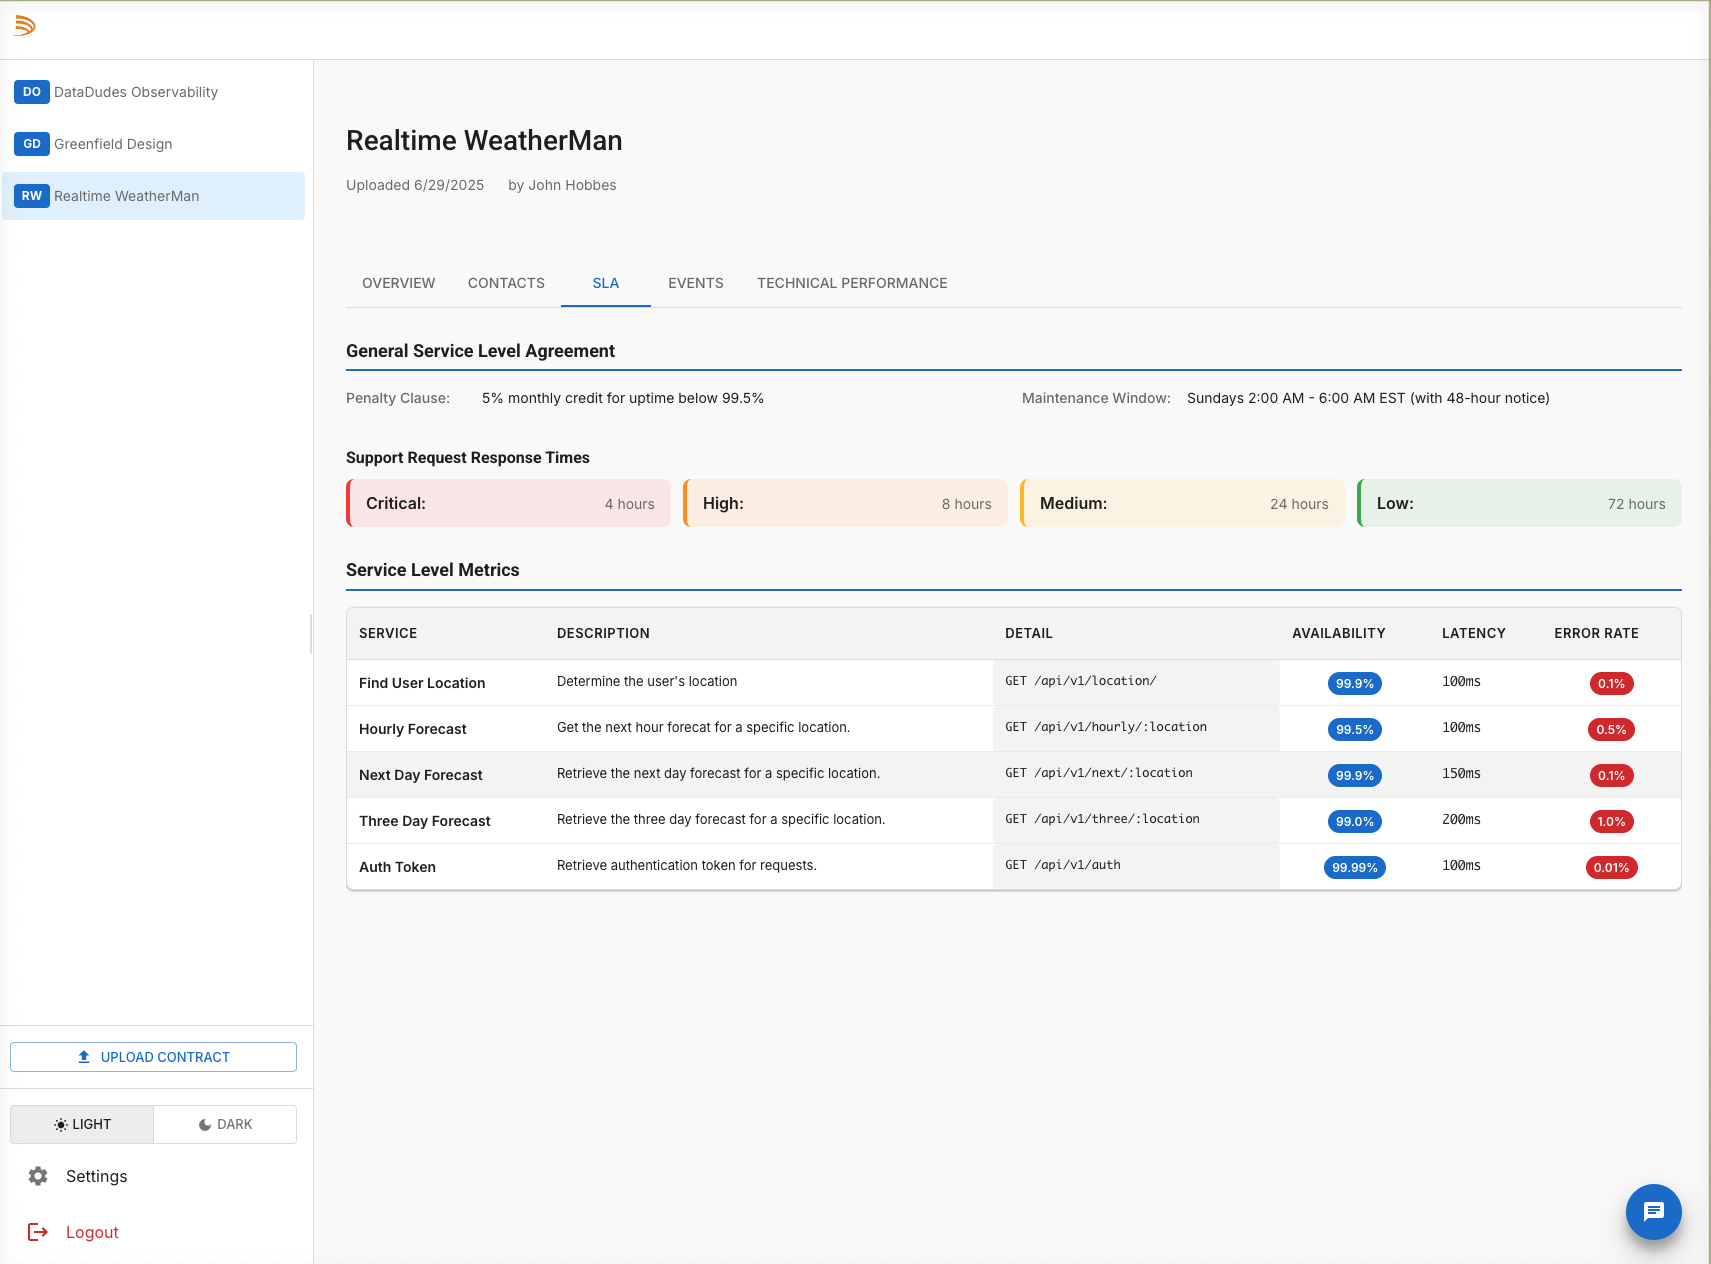 DO DataDudes Observability
GD Greenfield Design
RW Realtime WeatherMan
UPLOAD CONTRACT
LIGHT DARK
Settings
Logout
Realtime WeatherMan
Uploaded 6/29/2025 by John Hobbes
OVERVIEW CONTACTS SLA EVENTS TECHNICAL PERFORMANCE
General Service Level Agreement
Penalty Clause: 5% monthly credit for uptime below 99.5% Maintenance Window: Sundays 2:00 AM - 6:00 AM EST (with 48-hour notice)
Support Request Response Times
Critical: 4 hours High: 8 hours Medium: 24 hours Low: 72 hours
Service Level Metrics
SERVICE DESCRIPTION DETAIL AVAILABILITY LATENCY ERROR RATE
Find User Location Determine the user's location GET /api/v1/location/ 99.9% 100ms 0.1%
Hourly Forecast Get the next hour forecat for a specific location. GET /api/v1/hourly/:location 99.5% 100ms 0.5%
Next Day Forecast Retrieve the next day forecast for a specific location. GET /api/v1/next/:location 99.9% 150ms 0.1%
Three Day Forecast Retrieve the three day forecast for a specific location. GET /api/v1/three/:location 99.0% 200ms 1.0%
Auth Token Retrieve authentication token for requests. GET /api/v1/auth 99.99% 100ms 0.01%